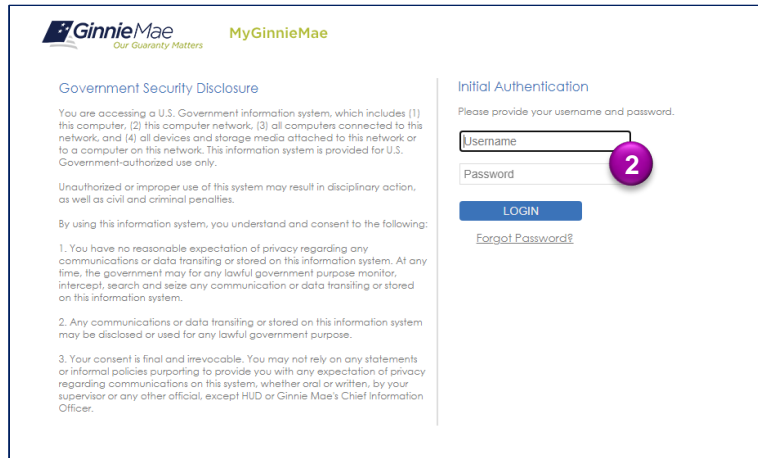 GinnieMae
Our Guaranty Matters
MyGinnieMae
Government Security Disclosure
You are accessing a U.S. Government information system, which includes (1)
this computer, (2) this computer network, (3) all computers connected to this
network, and (4) all devices and storage media attached to this network or
to a computer on this network. This information system is provided for U.S.
Government-authorized use only.
Unauthorized or improper use of this system may result in disciplinary action,
as well as civil and criminal penalties.
By using this information system, you understand and consent to the following:
1. You have no reasonable expectation of privacy regarding any
communications or data transiting or stored on this information system. At any
time, the government may for any lawful government purpose monitor,
intercept, search and seize any communication or data transiting or stored
on this information system.
2. Any communications or data transiting or stored on this information system
may be disclosed or used for any lawful government purpose.
3. Your consent is final and irrevocable. You may not rely on any statements
or informal policies purporting to provide you with any expectation of privacy
regarding communications on this system, whether oral or written, by your
supervisor or any other official, except HUD or Ginnie Mae's Chief Information
Officer.
Initial Authentication
Please provide your username and password.
Username
2
Password
LOGIN
Forgot Password?